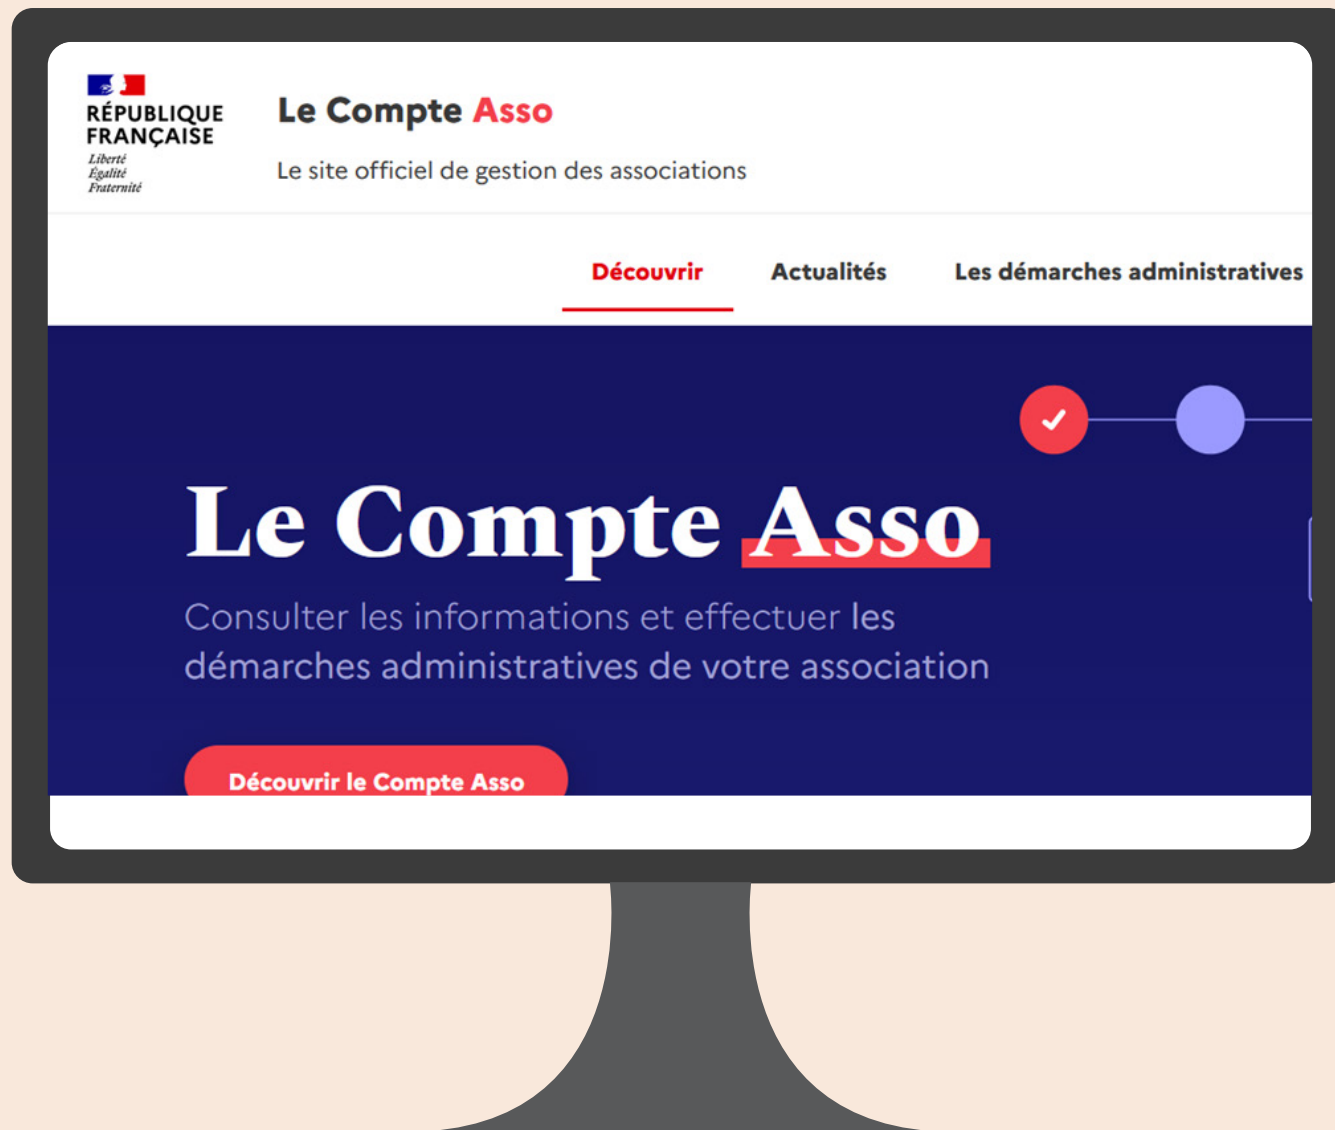 RÉPUBLIQUE
FRANÇAISE
Liberté
Égalité
Fraternité
Le Compte Asso
Le site officiel de gestion des associations
Découvrir Actualités Les démarches administratives
Le Compte Asso
Consulter les informations et effectuer les
démarches administratives de votre association
Découvrir le Compte Asso